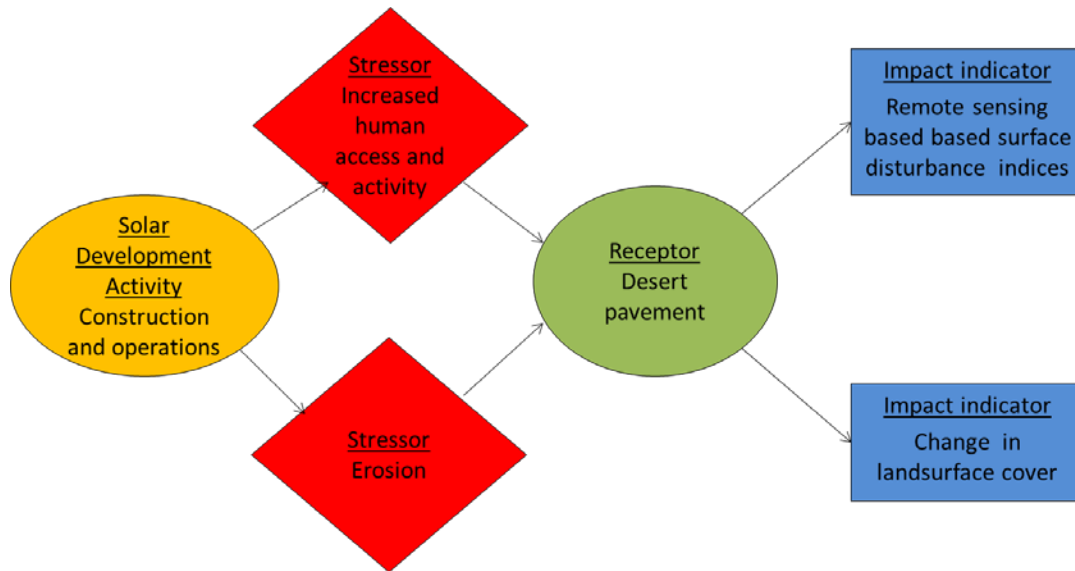 Stressor
Increased
human
access and
activity
Solar
Development
Activity
Construction
and operations
Stressor
Erosion
Receptor
Desert
pavement
Impact indicator
Remote sensing
based based surface
disturbance indices
Impact indicator
Change in
landsurface cover